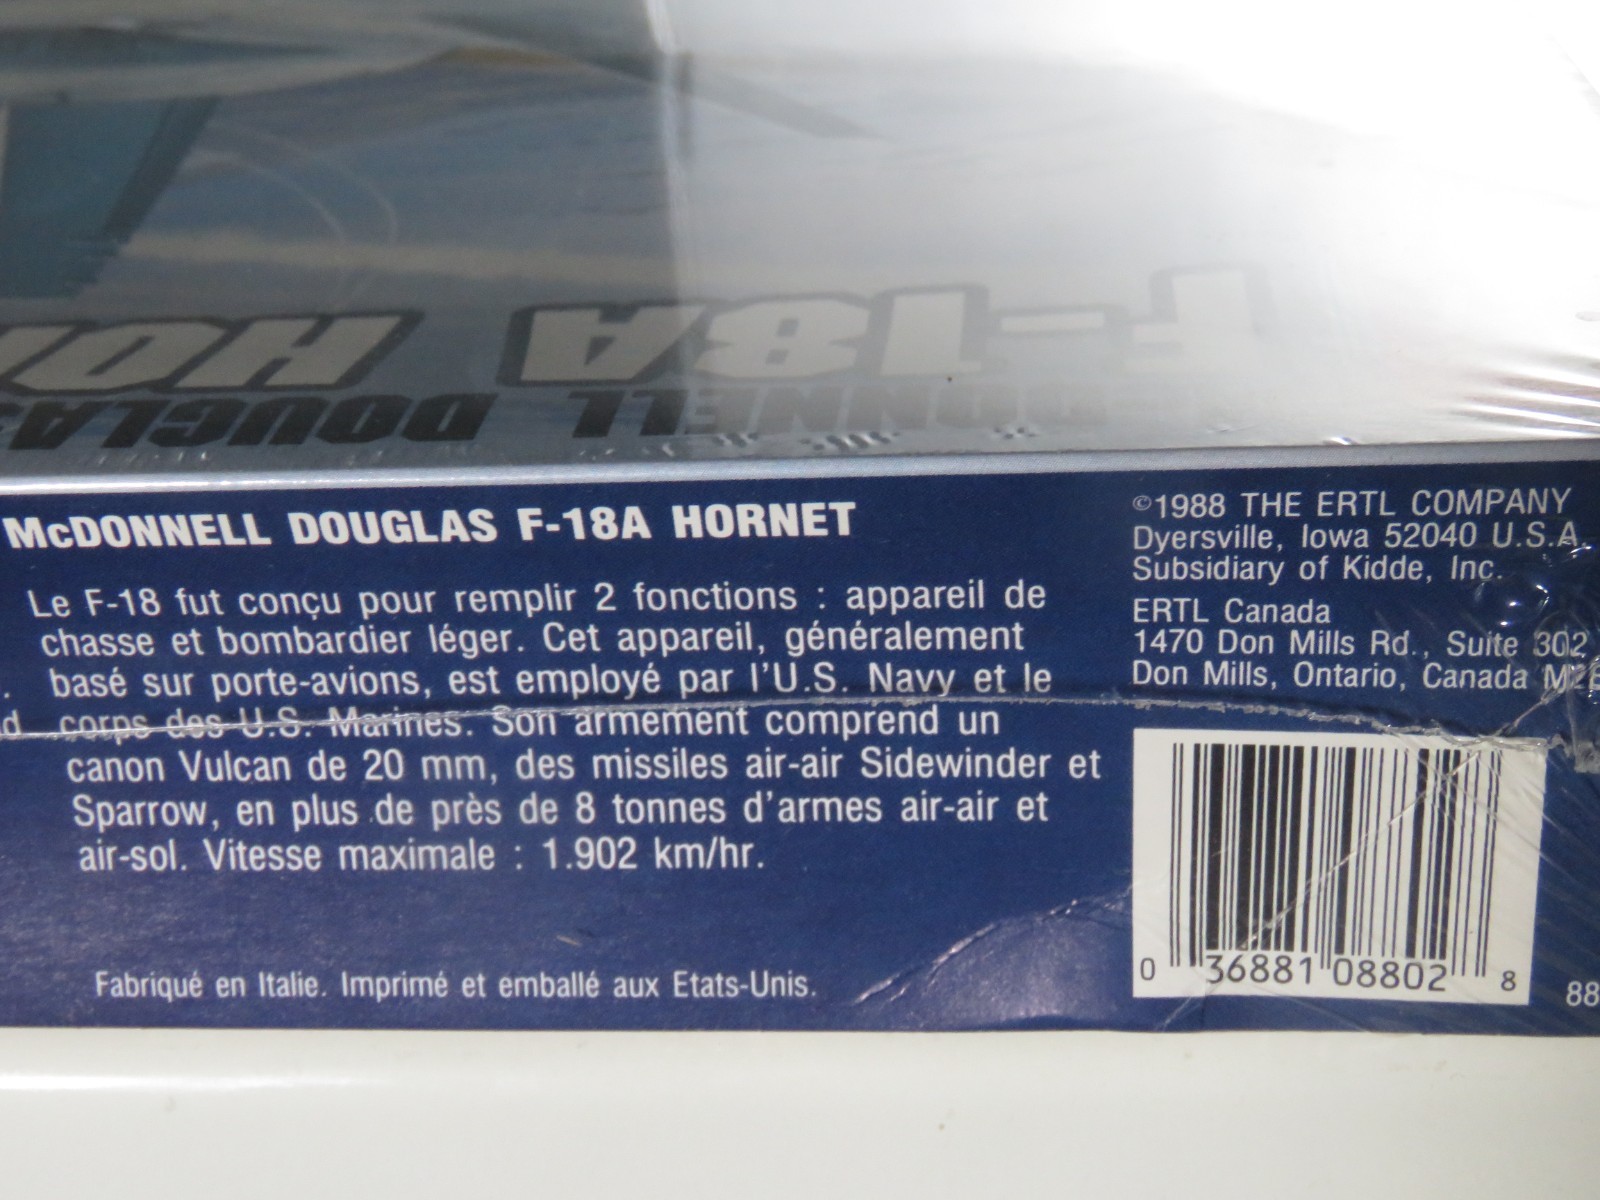 HOR F-18A
DOUGLAS DONNELL
McDONNELL DOUGLAS F-18A HORNET
Le F-18 fut conçu pour remplir 2 fonctions : appareil de
chasse et bombardier léger. Cet appareil, généralement
basé sur porte-avions, est employé par l'U.S. Navy et le
corps des U.S. Marines. Son armement comprend un
canon Vulcan de 20 mm, des missiles air-air Sidewinder et
Sparrow, en plus de près de 8 tonnes d'armes air-air et
air-sol. Vitesse maximale : 1.902 km/hr.
Fabriqué en Italie. Imprimé et emballé aux Etats-Unis.
©1988 THE ERTL COMPANY
Dyersville, Iowa 52040 U.S.A.
Subsidiary of Kidde, Inc.
ERTL Canada
1470 Don Mills Rd., Suite 302
Don Mills, Ontario, Canada
0 36881 08802 8
88